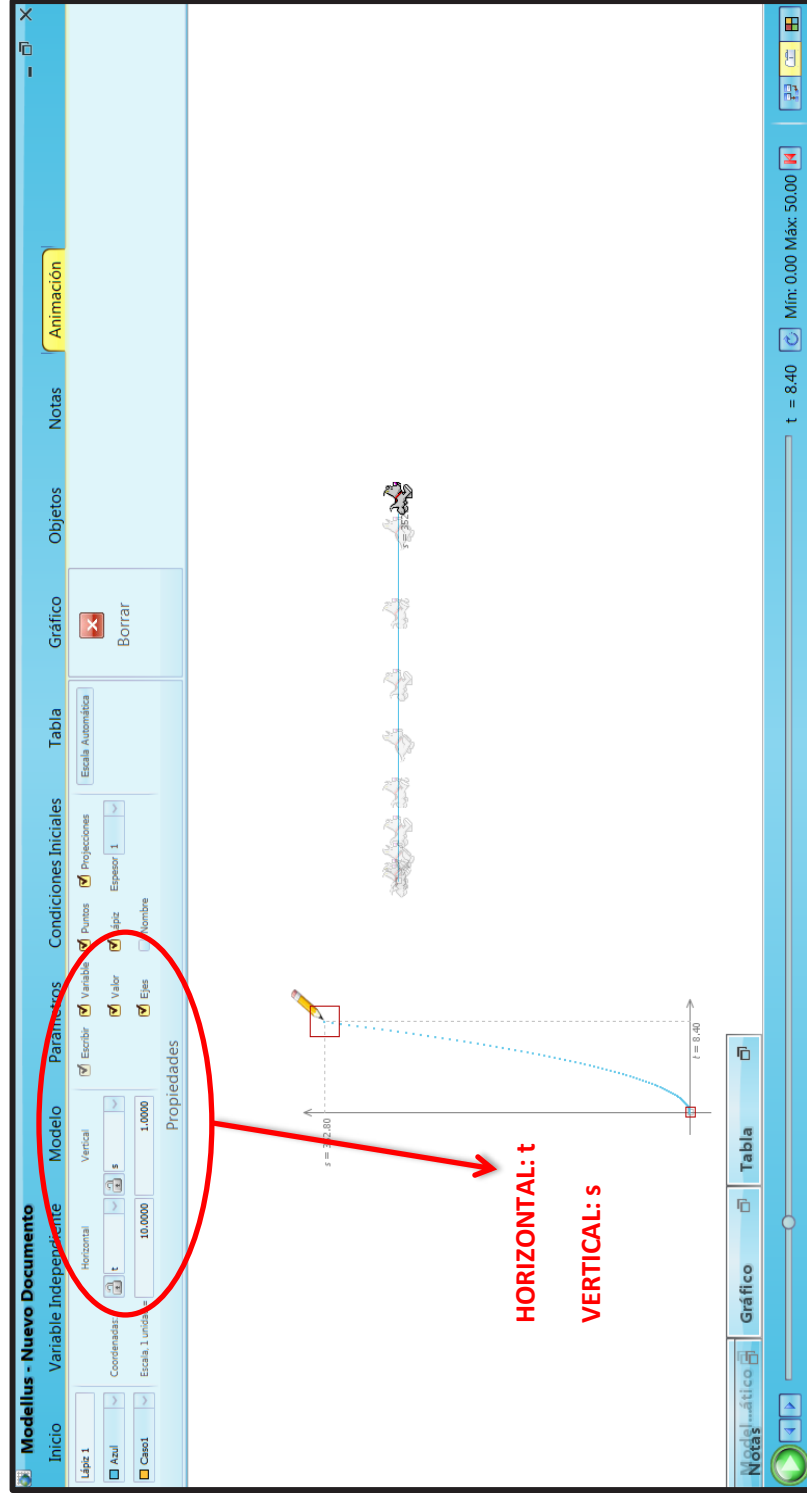 Modellus - Nuevo Documento
Inicio Variable Independiente Modelo Parámetros Condiciones Iniciales Tabla Gráfico Objetos Notas Animación
Lápiz 1
Azul
Caso1
Horizontal Vertical
Coordenadas: t s
Escala, 1 unidad = 10.0000 1.0000
Escribir Variable Puntos Projecciones
Valor Lápiz Espesor 1
Ejes Nombre
Escala Automática
Propiedades
Borrar
t = 8.40
HORIZONTAL: t
VERTICAL: s
Notas
Gráfico
Tabla
t = 8.40 Mín: 0.00 Máx: 50.00